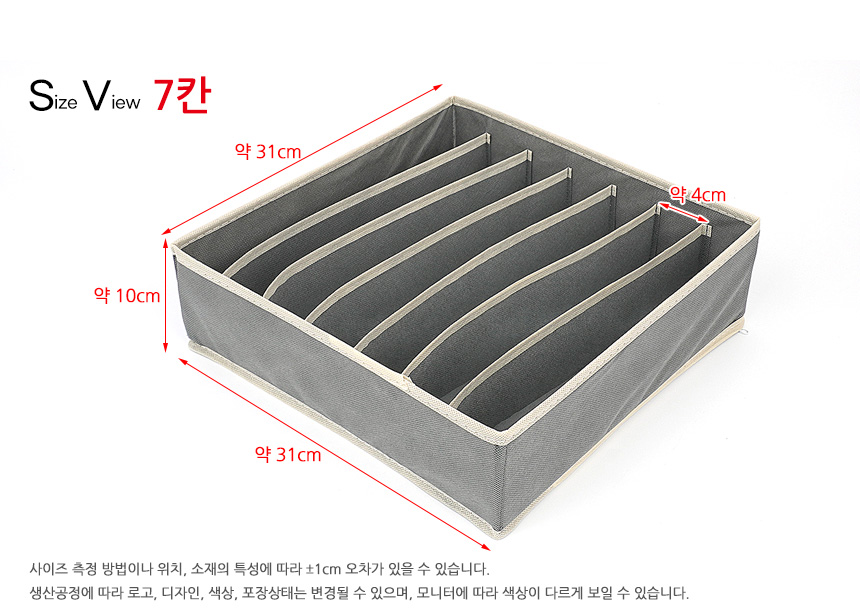 Size View 7칸
약 31cm
약 4cm
약 10cm
약 31cm
사이즈 측정 방법이나 위치, 소재의 특성에 따라 ±1cm 오차가 있을 수 있습니다.
생산공정에 따라 로고, 디자인, 색상, 포장상태는 변경될 수 있으며, 모니터에 따라 색상이 다르게 보일 수 있습니다.